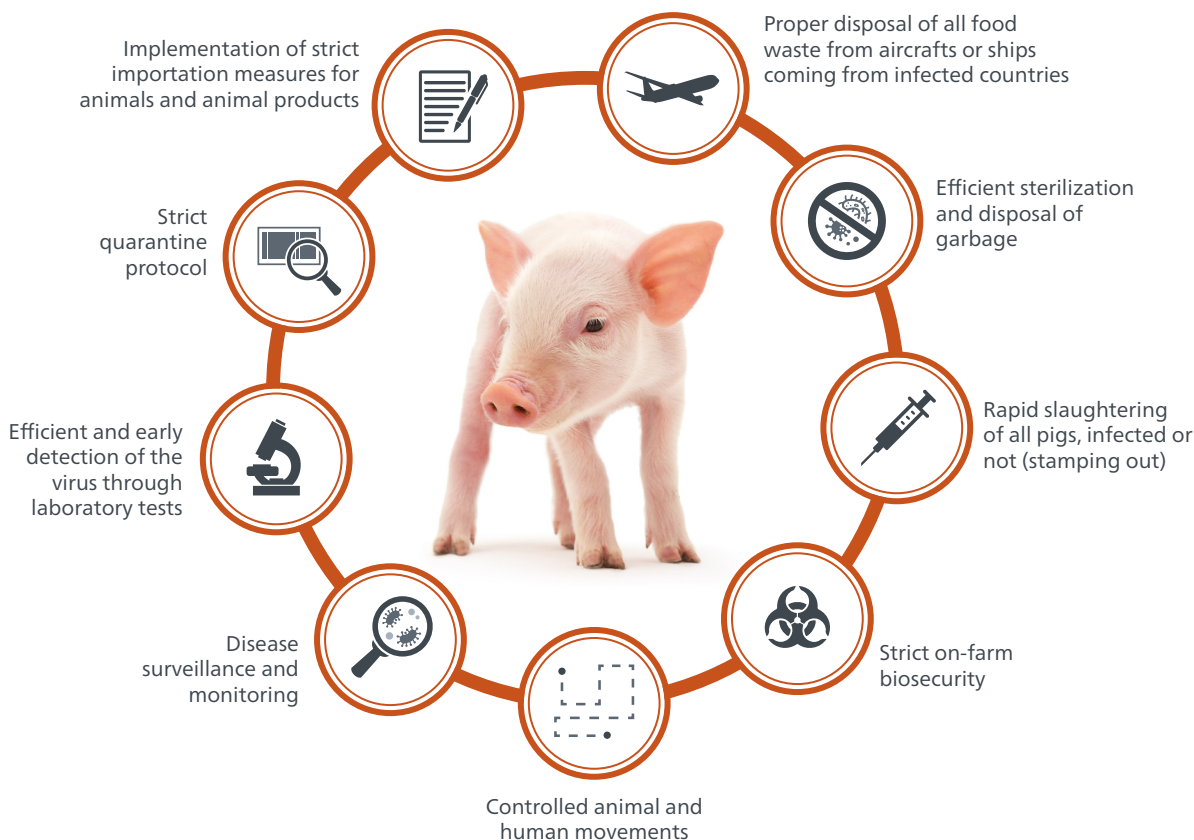 Implementation of strict
importation measures for
animals and animal products
Proper disposal of all food
waste from aircrafts or ships
coming from infected countries
Efficient sterilization
and disposal of
garbage
Rapid slaughtering
of all pigs, infected or
not (stamping out)
Strict on-farm
biosecurity
Controlled animal and
human movements
Disease
surveillance and
monitoring
Efficient and early
detection of the
virus through
laboratory tests
Strict
quarantine
protocol